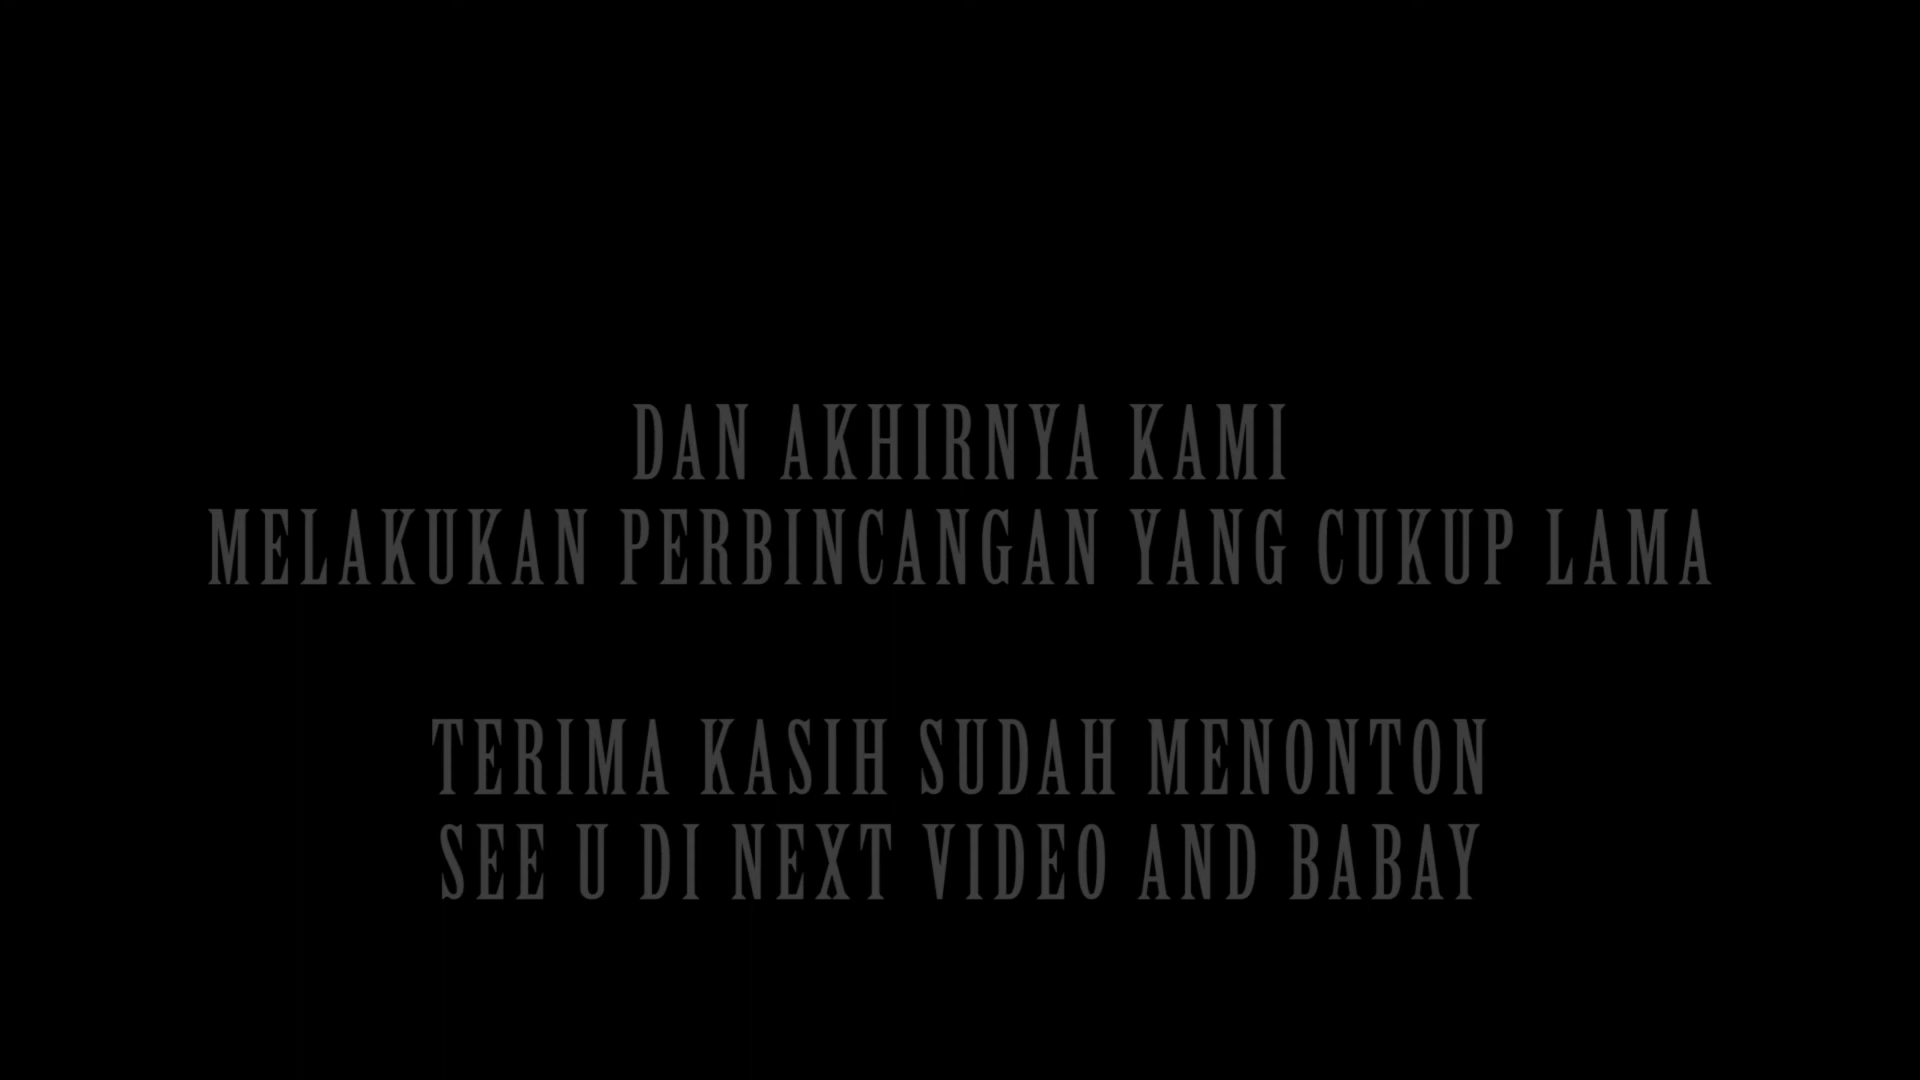 DAN AKHIRNYA KAMI
MELAKUKAN PERBINCANGAN YANG CUKUP LAMA
TERIMA KASIH SUDAH MENONTON
SEE U DI NEXT VIDEO AND BABAY